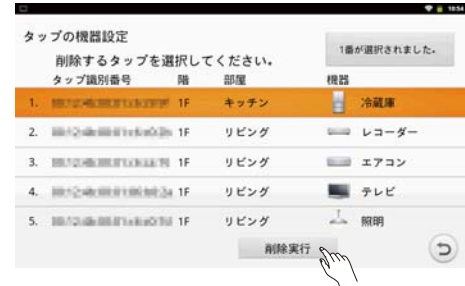 18:54
タップの機器設定
削除するタップを選択してください。
1番が選択されました。
タップ識別番号 階 部屋 機器
1. 1F キッチン 冷蔵庫
2. 1F リビング レコーダー
3. 1F リビング エアコン
4. 1F リビング テレビ
5. 1F リビング 照明
削除実行